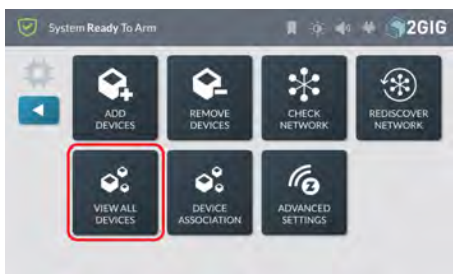 System Ready To Arm
2GIG
ADD
DEVICES
REMOVE
DEVICES
CHECK
NETWORK
REDISCOVER
NETWORK
VIEW ALL
DEVICES
DEVICE
ASSOCIATION
ADVANCED
SETTINGS